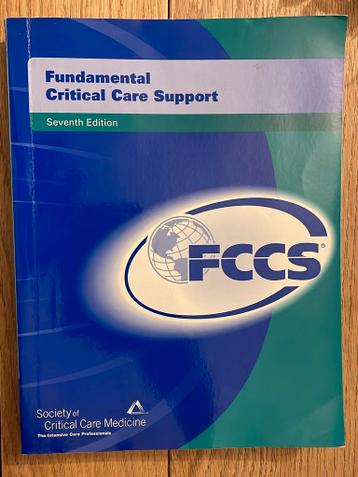 Fundamental
Critical Care Support
Seventh Edition
FCCS®
Society of
Critical Care Medicine
The Intensive Care Professionals